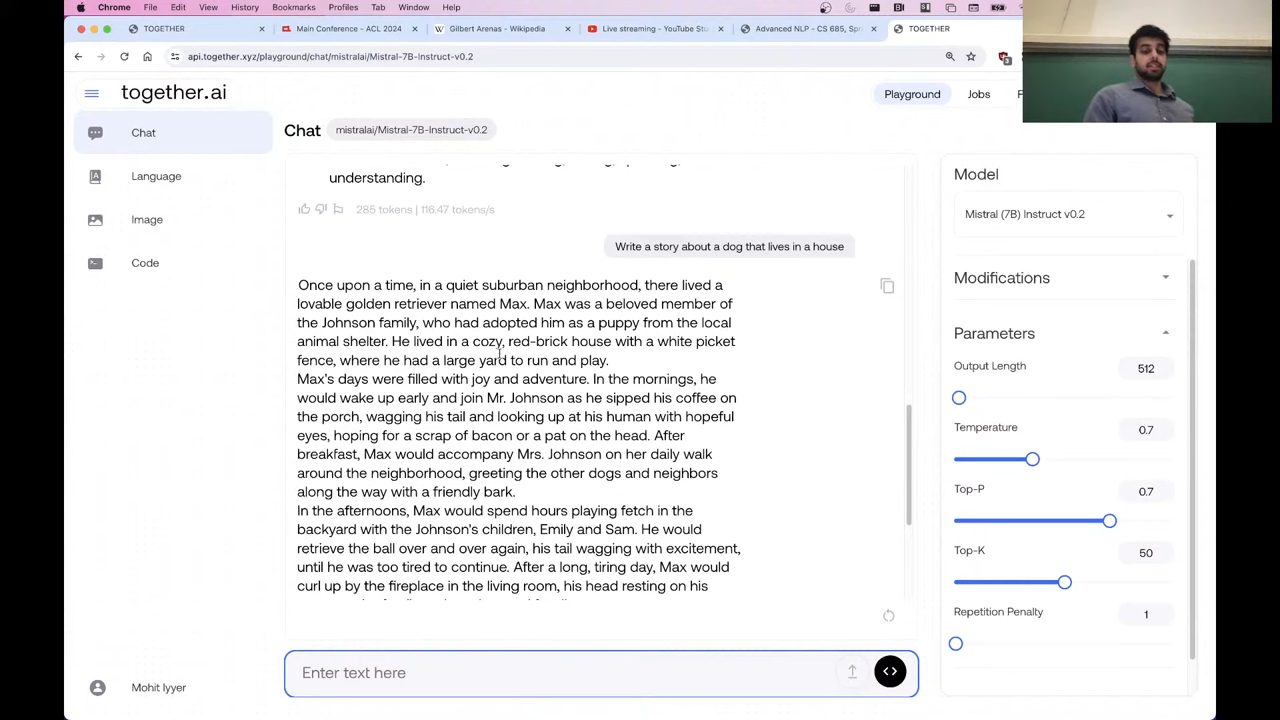 Chrome File Edit View History Bookmarks Profiles Tab Window Help
TOGETHER
Main Conference - ACL 2024
Gilbert Arenas - Wikipedia
Live streaming - YouTube Stu
Advanced NLP - CS 685, Spr
TOGETHER
api.together.xyz/playground/chat/mistralai/Mistral-7B-Instruct-v0.2
together.ai
Playground
Jobs
Chat
Language
Image
Code
Mohit Iyyer
Chat
mistralai/Mistral-7B-Instruct-v0.2
understanding.
285 tokens | 116.47 tokens/s
Write a story about a dog that lives in a house
Once upon a time, in a quiet suburban neighborhood, there lived a
lovable golden retriever named Max. Max was a beloved member of
the Johnson family, who had adopted him as a puppy from the local
animal shelter. He lived in a cozy, red-brick house with a white picket
fence, where he had a large yard to run and play.
Max's days were filled with joy and adventure. In the mornings, he
would wake up early and join Mr. Johnson as he sipped his coffee on
the porch, wagging his tail and looking up at his human with hopeful
eyes, hoping for a scrap of bacon or a pat on the head. After
breakfast, Max would accompany Mrs. Johnson on her daily walk
around the neighborhood, greeting the other dogs and neighbors
along the way with a friendly bark.
In the afternoons, Max would spend hours playing fetch in the
backyard with the Johnson's children, Emily and Sam. He would
retrieve the ball over and over again, his tail wagging with excitement,
until he was too tired to continue. After a long, tiring day, Max would
curl up by the fireplace in the living room, his head resting on his
Enter text here
Model
Mistral (7B) Instruct v0.2
Modifications
Parameters
Output Length
512
Temperature
0.7
Top-P
0.7
Top-K
50
Repetition Penalty
1